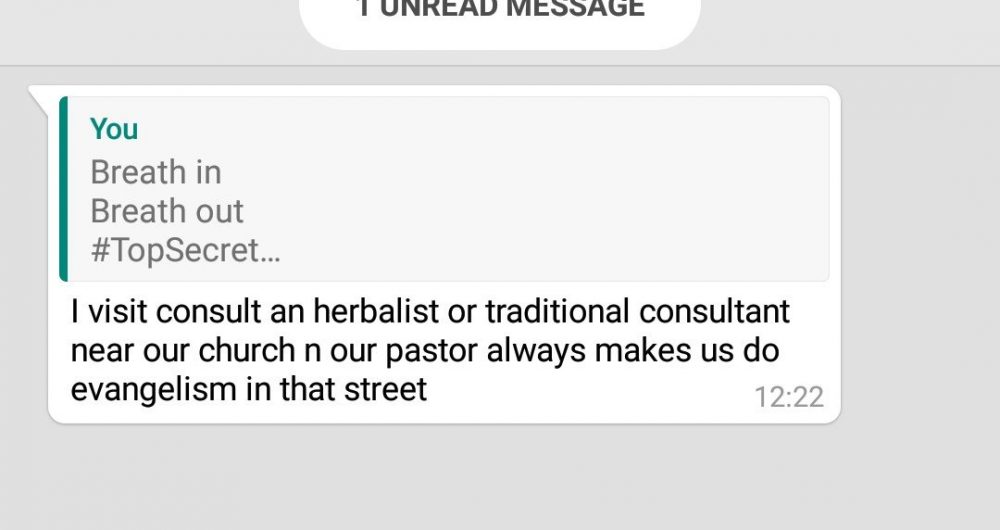 1 UNREAD MESSAGE
You
Breath in
Breath out
#TopSecret...
I visit consult an herbalist or traditional consultant
near our church n our pastor always makes us do
evangelism in that street
12:22